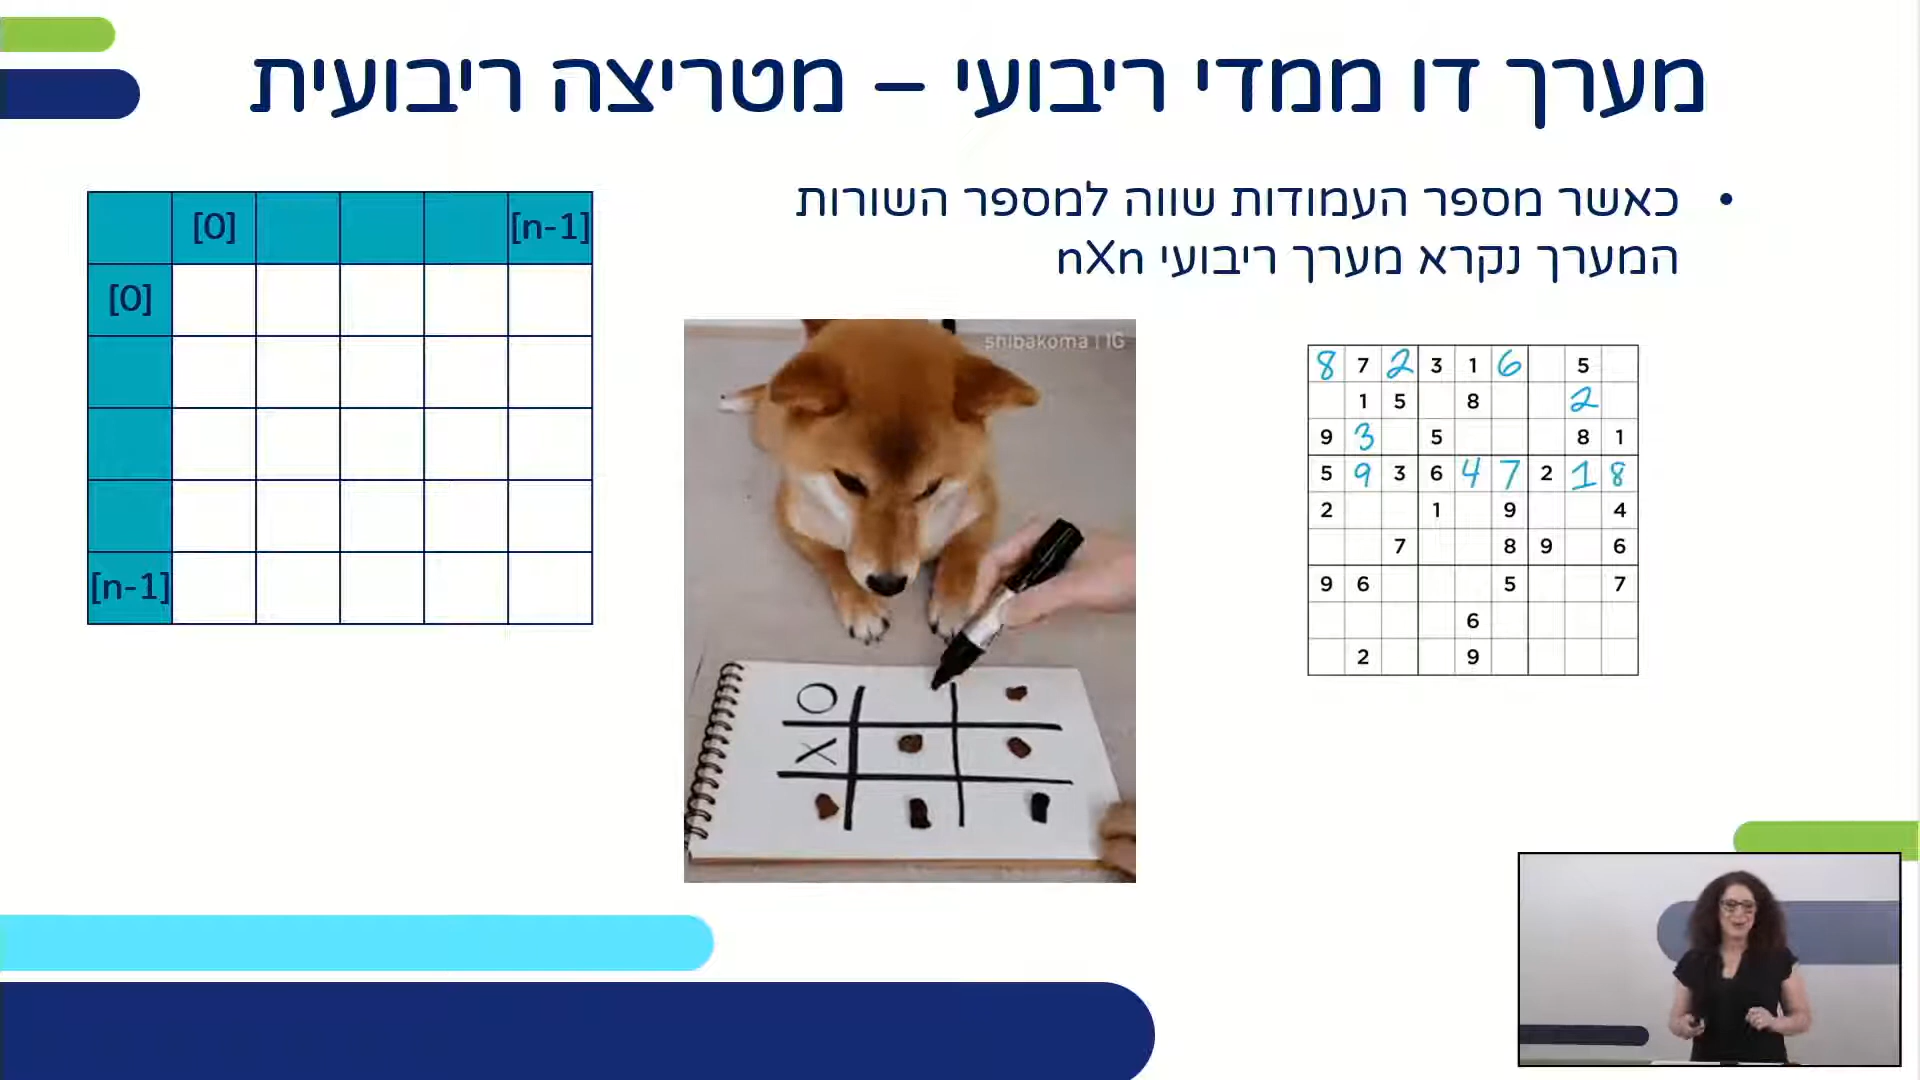 מערך דו ממדי ריבועי – מטריצה ריבועית
• כאשר מספר העמודות שווה למספר השורות
המערך נקרא מערך ריבועי nXn
[0] [n-1]
[0]
[n-1]
shibakoma | IG
O
X
8 7 2 3 1 6 5
1 5 8 2
9 3 5 8 1
5 9 3 6 4 7 2 1 8
2 1 9 4
7 8 9 6
9 6 5 7
6
2 9